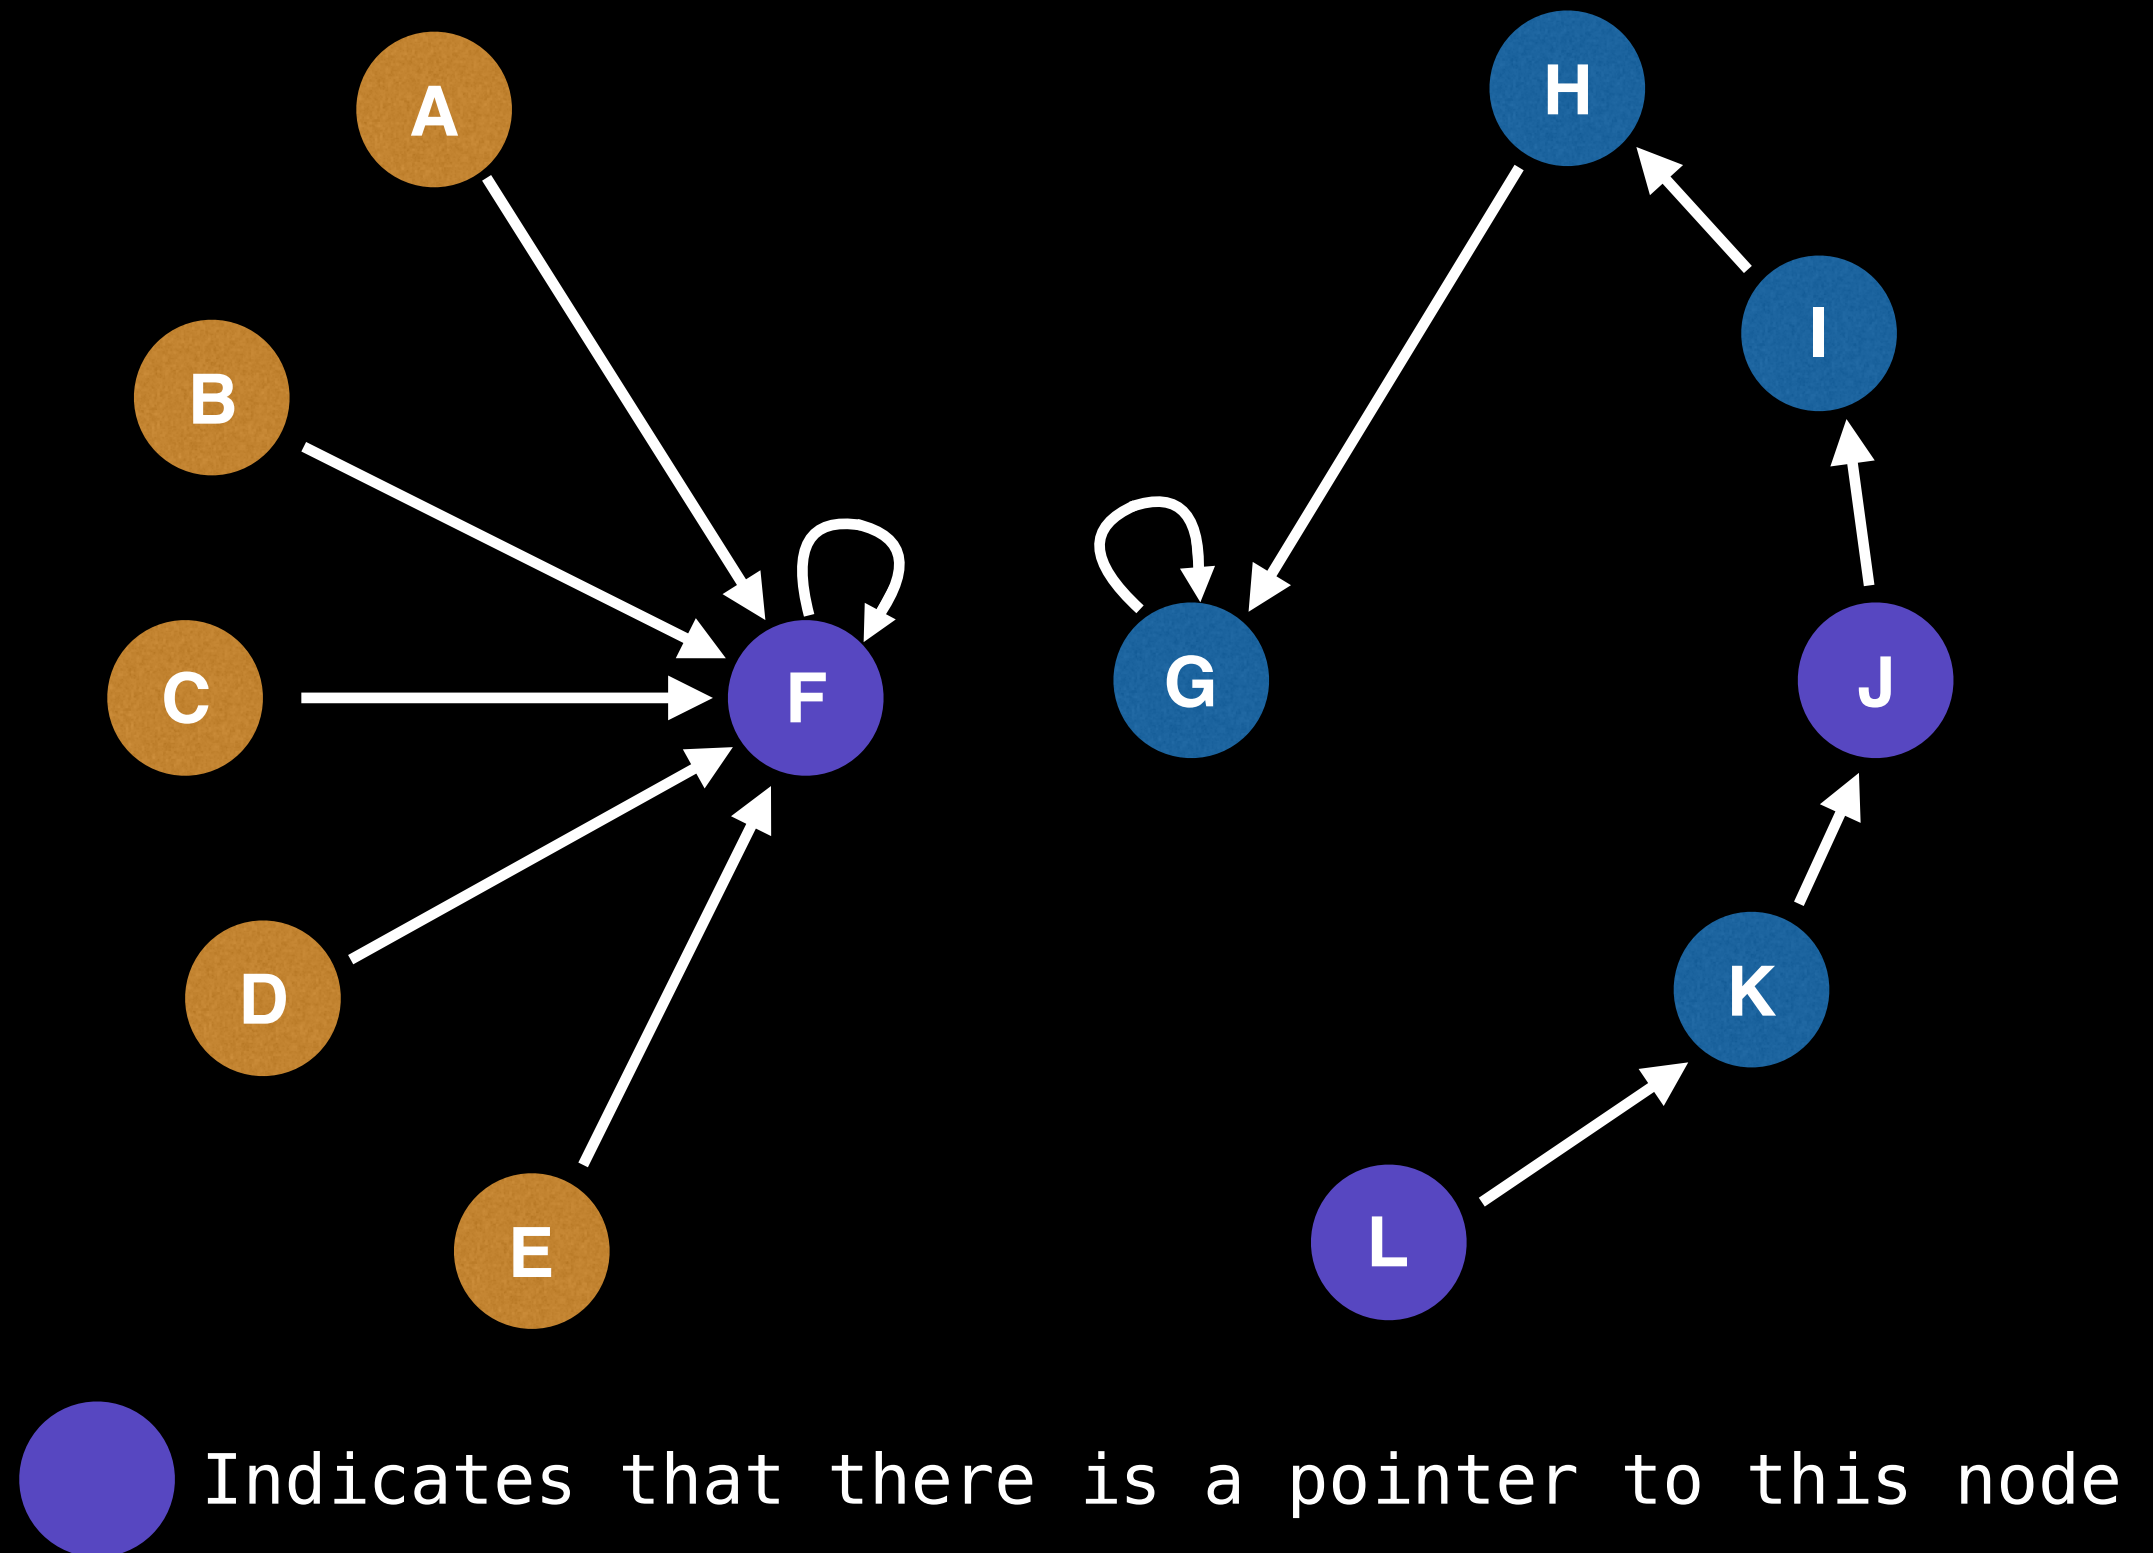 A
H
B
I
C
F
G
J
D
K
E
L
Indicates that there is a pointer to this node